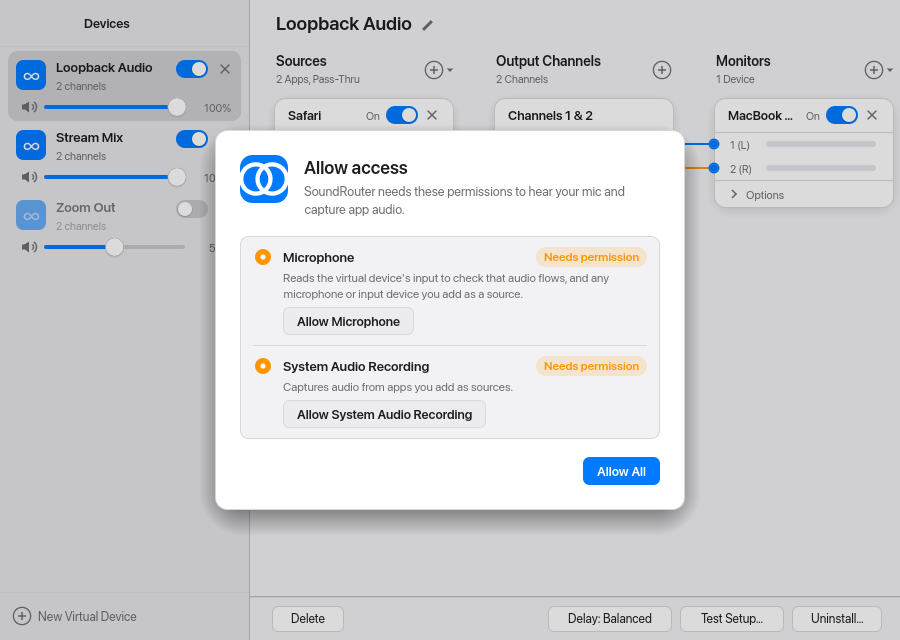 Devices
Loopback Audio
2 channels
100%
Stream Mix
2 channels
Zoom Out
2 channels
Loopback Audio
Sources
2 Apps, Pass-Thru
Output Channels
2 Channels
Monitors
1 Device
Safari
On
Channels 1 & 2
MacBook ...
On
1 (L)
2 (R)
Options
Allow access
SoundRouter needs these permissions to hear your mic and
capture app audio.
Microphone
Needs permission
Reads the virtual device's input to check that audio flows, and any
microphone or input device you add as a source.
Allow Microphone
System Audio Recording
Needs permission
Captures audio from apps you add as sources.
Allow System Audio Recording
Allow All
New Virtual Device
Delete
Delay: Balanced
Test Setup...
Uninstall...